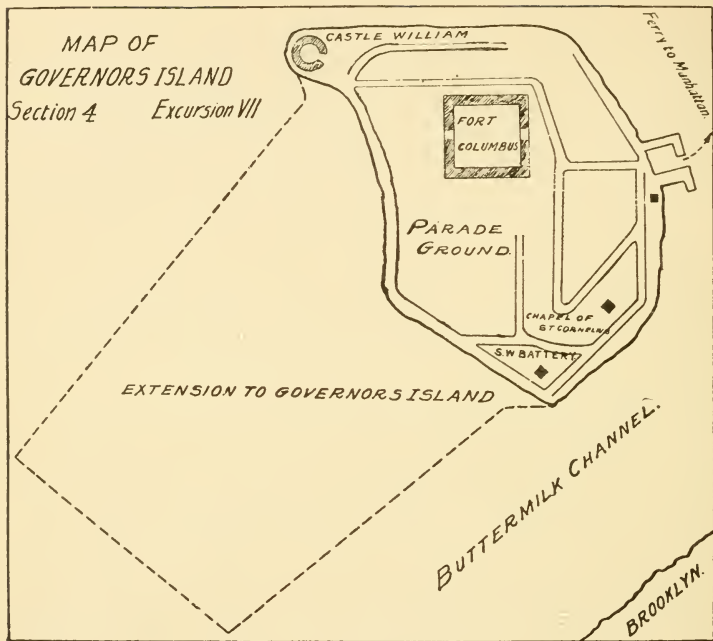 MAP OF
GOVERNORS ISLAND
Section 4 Excursion VII
CASTLE WILLIAM
Ferry to Manhattan.
FORT
COLUMBUS
PARADE
GROUND.
CHAPEL OF
ST CORNELIUS
S.W BATTERY
EXTENSION TO GOVERNORS ISLAND
BUTTERMILK CHANNEL.
BROOKLYN.